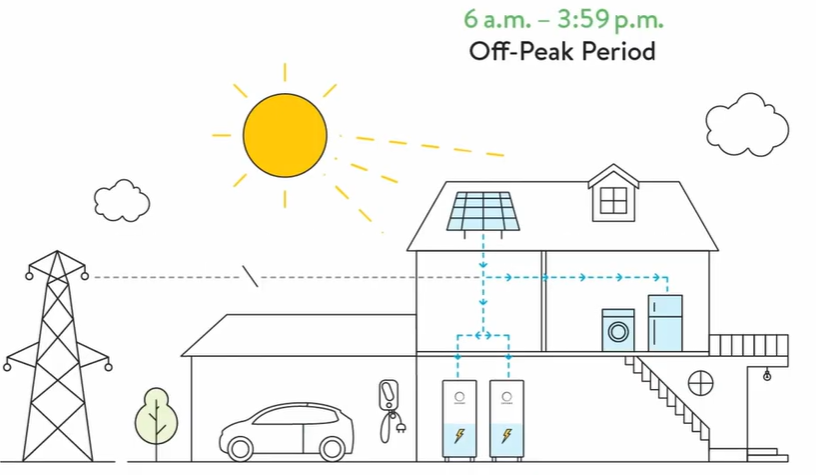 6 a.m. – 3:59 p.m.
Off-Peak Period